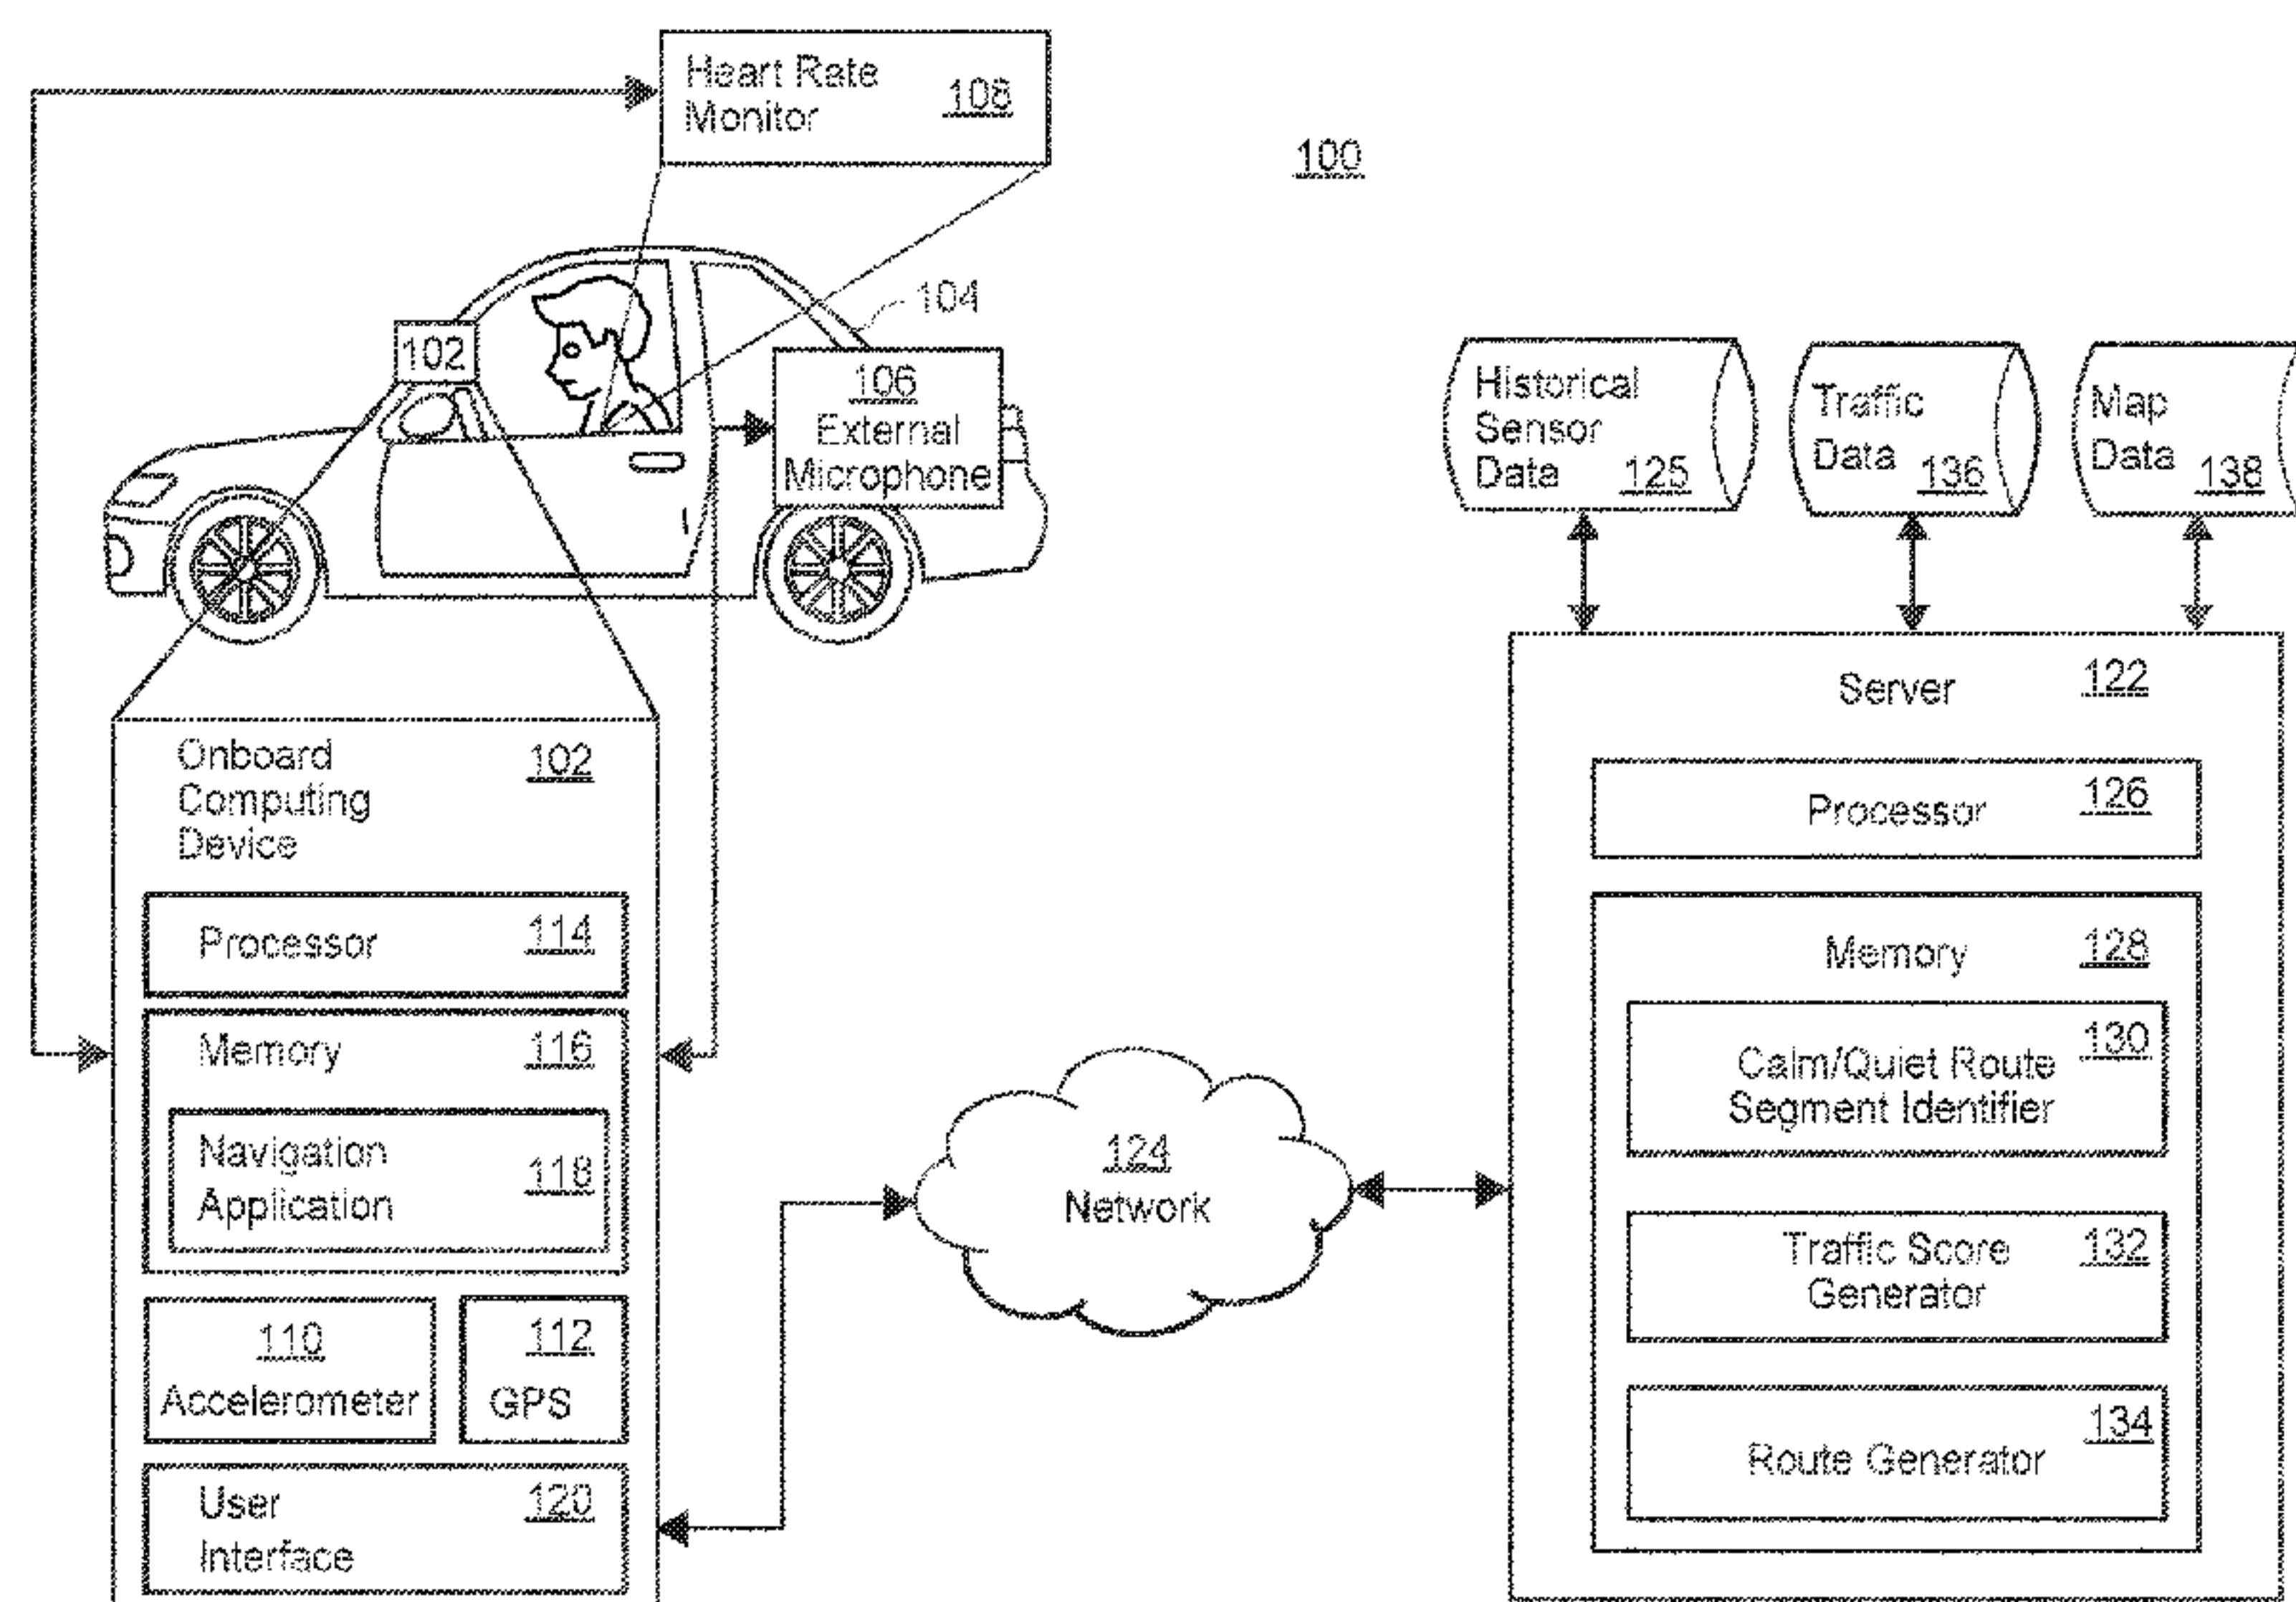 Heart Rate
Monitor 108
100
104
102
106
External
Microphone
Historical
Sensor
Data 125
Traffic
Data 136
Map
Data 138
Onboard
Computing
Device
102
Processor 114
Memory 116
Navigation
Application
118
110
Accelerometer
112
GPS
User
Interface
120
124
Network
Server 122
Processor 126
Memory 128
130
Calm/Quiet Route
Segment Identifier
Traffic Score
Generator
132
134
Route Generator